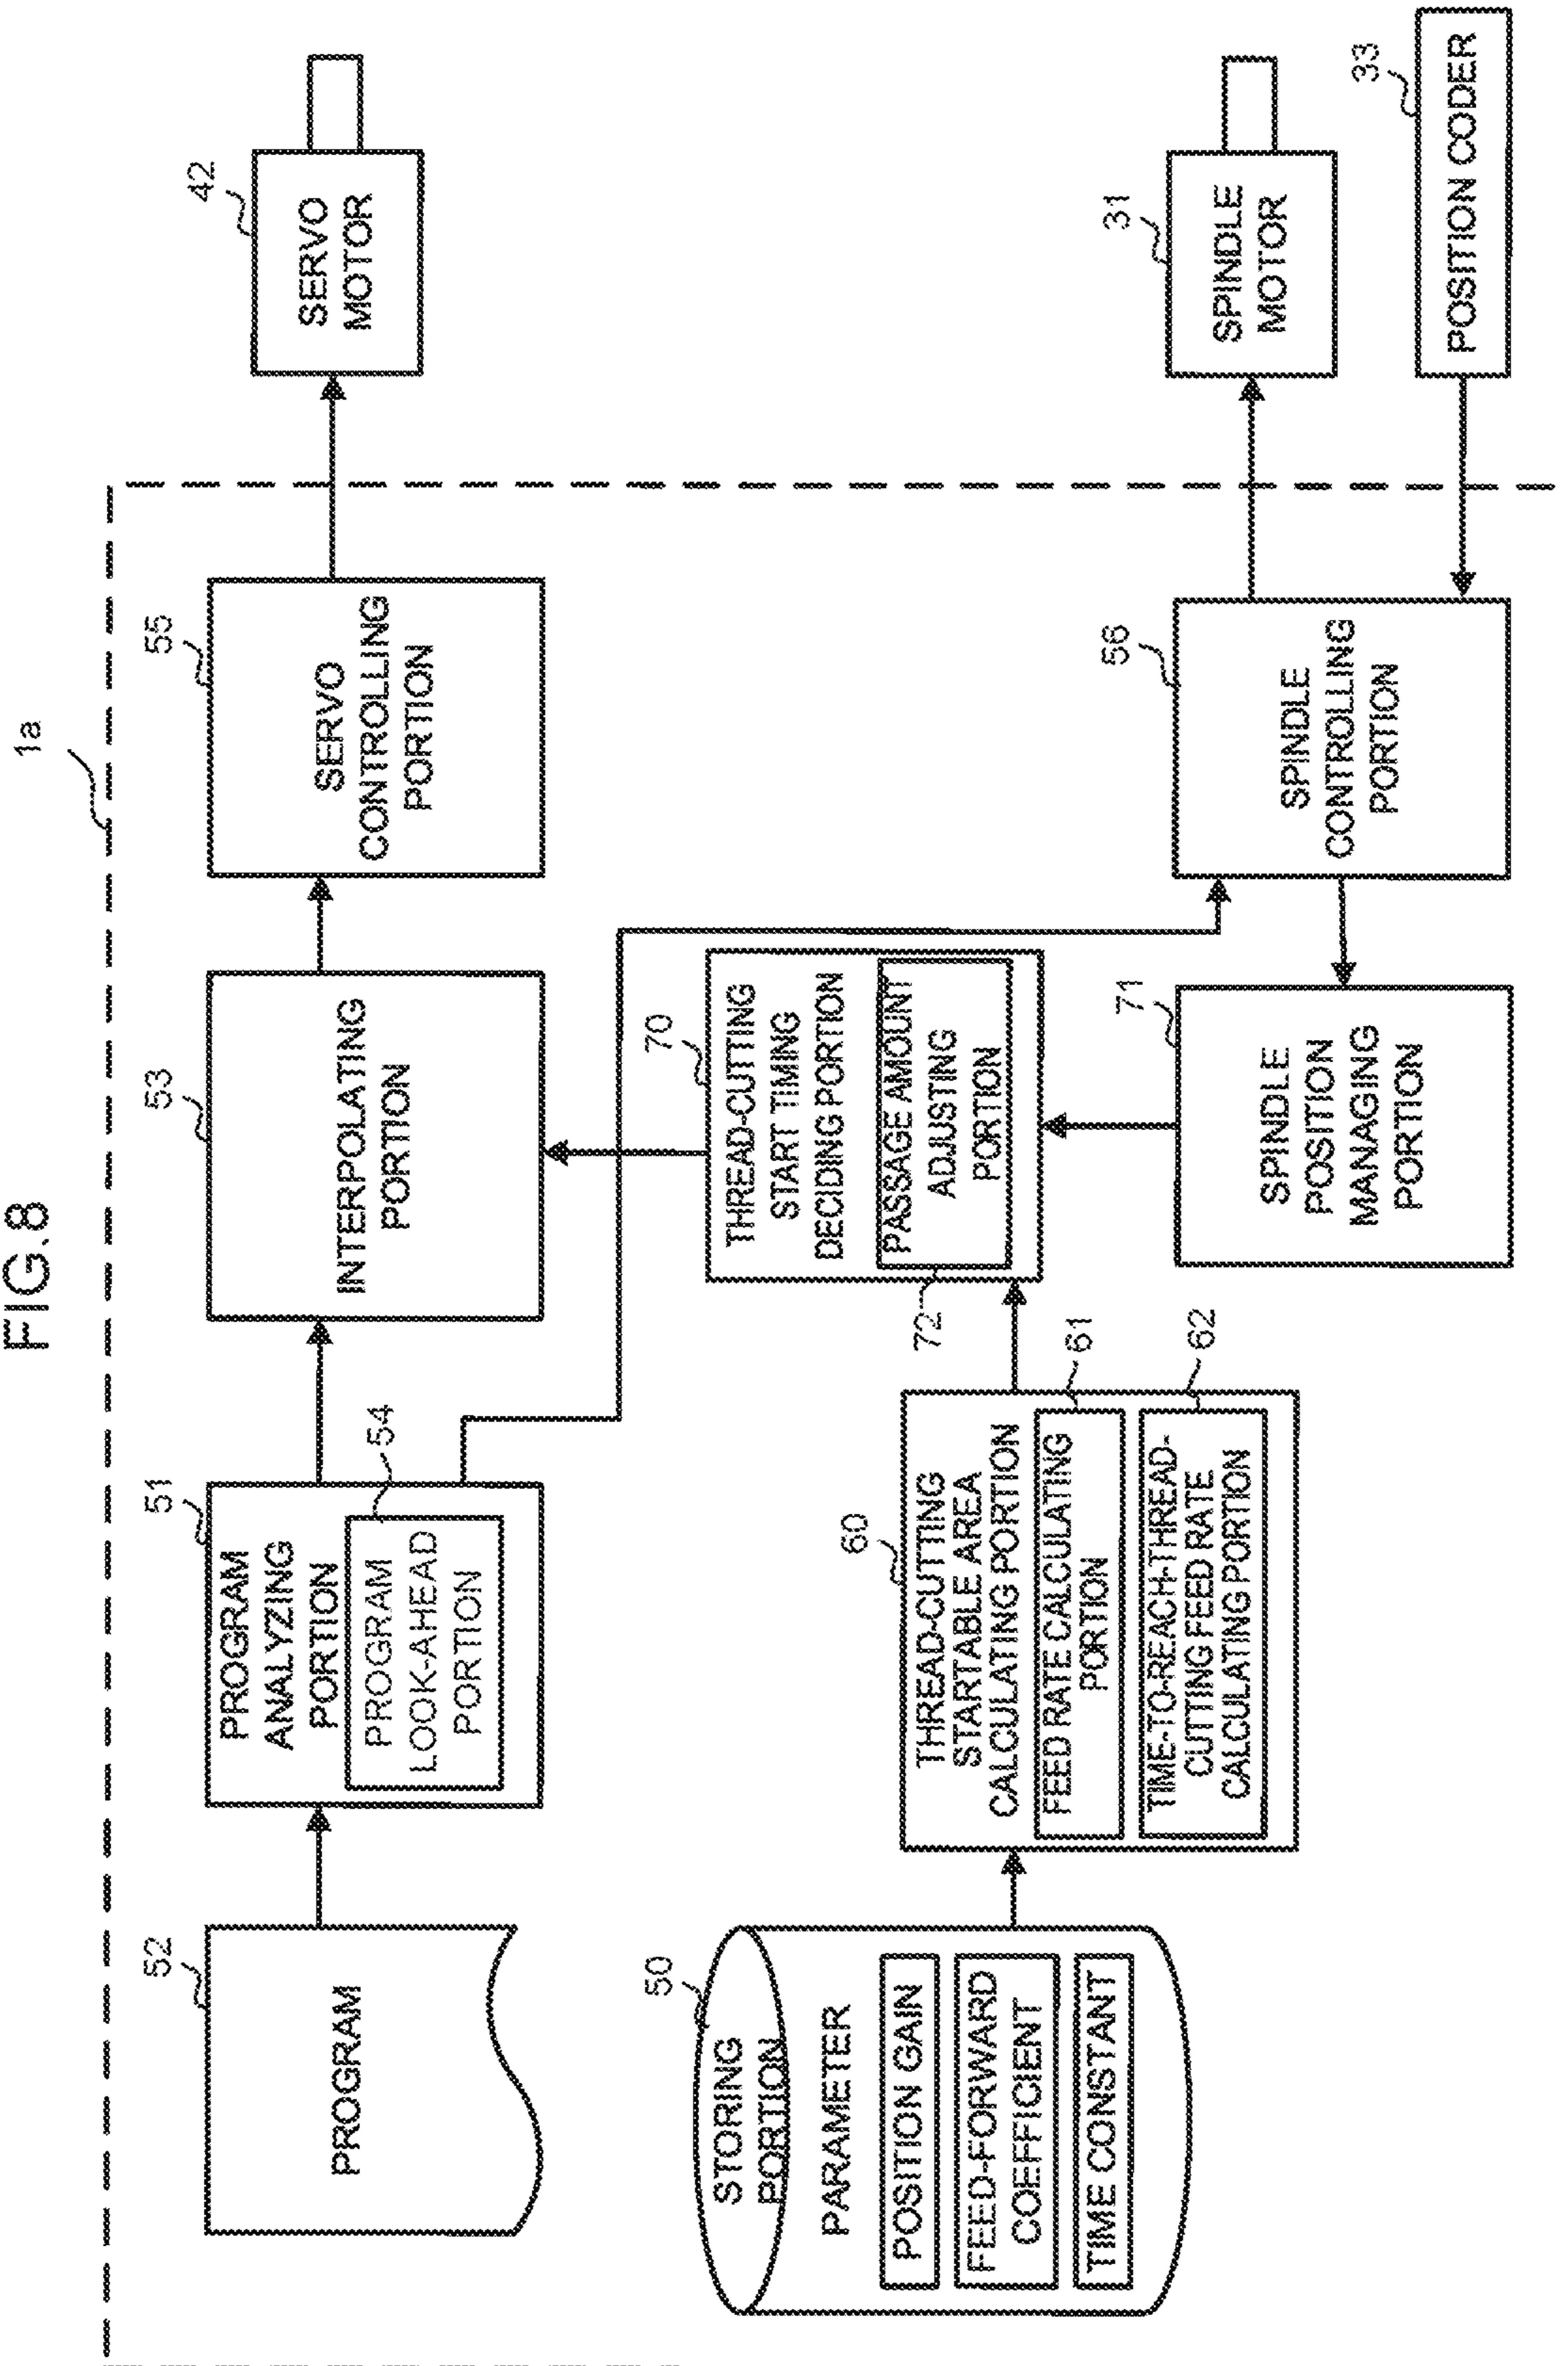 FIG.8
1a
52
PROGRAM
51
PROGRAM
ANALYZING
PORTION
54
PROGRAM
LOOK-AHEAD
PORTION
53
INTERPOLATING
PORTION
55
SERVO
CONTROLLING
PORTION
42
SERVO
MOTOR
50
STORING
PORTION
PARAMETER
POSITION GAIN
FEED-FORWARD
COEFFICIENT
TIME CONSTANT
60
THREAD-CUTTING
STARTABLE AREA
CALCULATING PORTION
61
FEED RATE CALCULATING
PORTION
62
TIME-TO-REACH-THREAD-
CUTTING FEED RATE
CALCULATING PORTION
70
THREAD-CUTTING
START TIMING
DECIDING PORTION
72
PASSAGE AMOUNT
ADJUSTING
PORTION
71
SPINDLE
POSITION
MANAGING
PORTION
56
SPINDLE
CONTROLLING
PORTION
31
SPINDLE
MOTOR
33
POSITION CODER